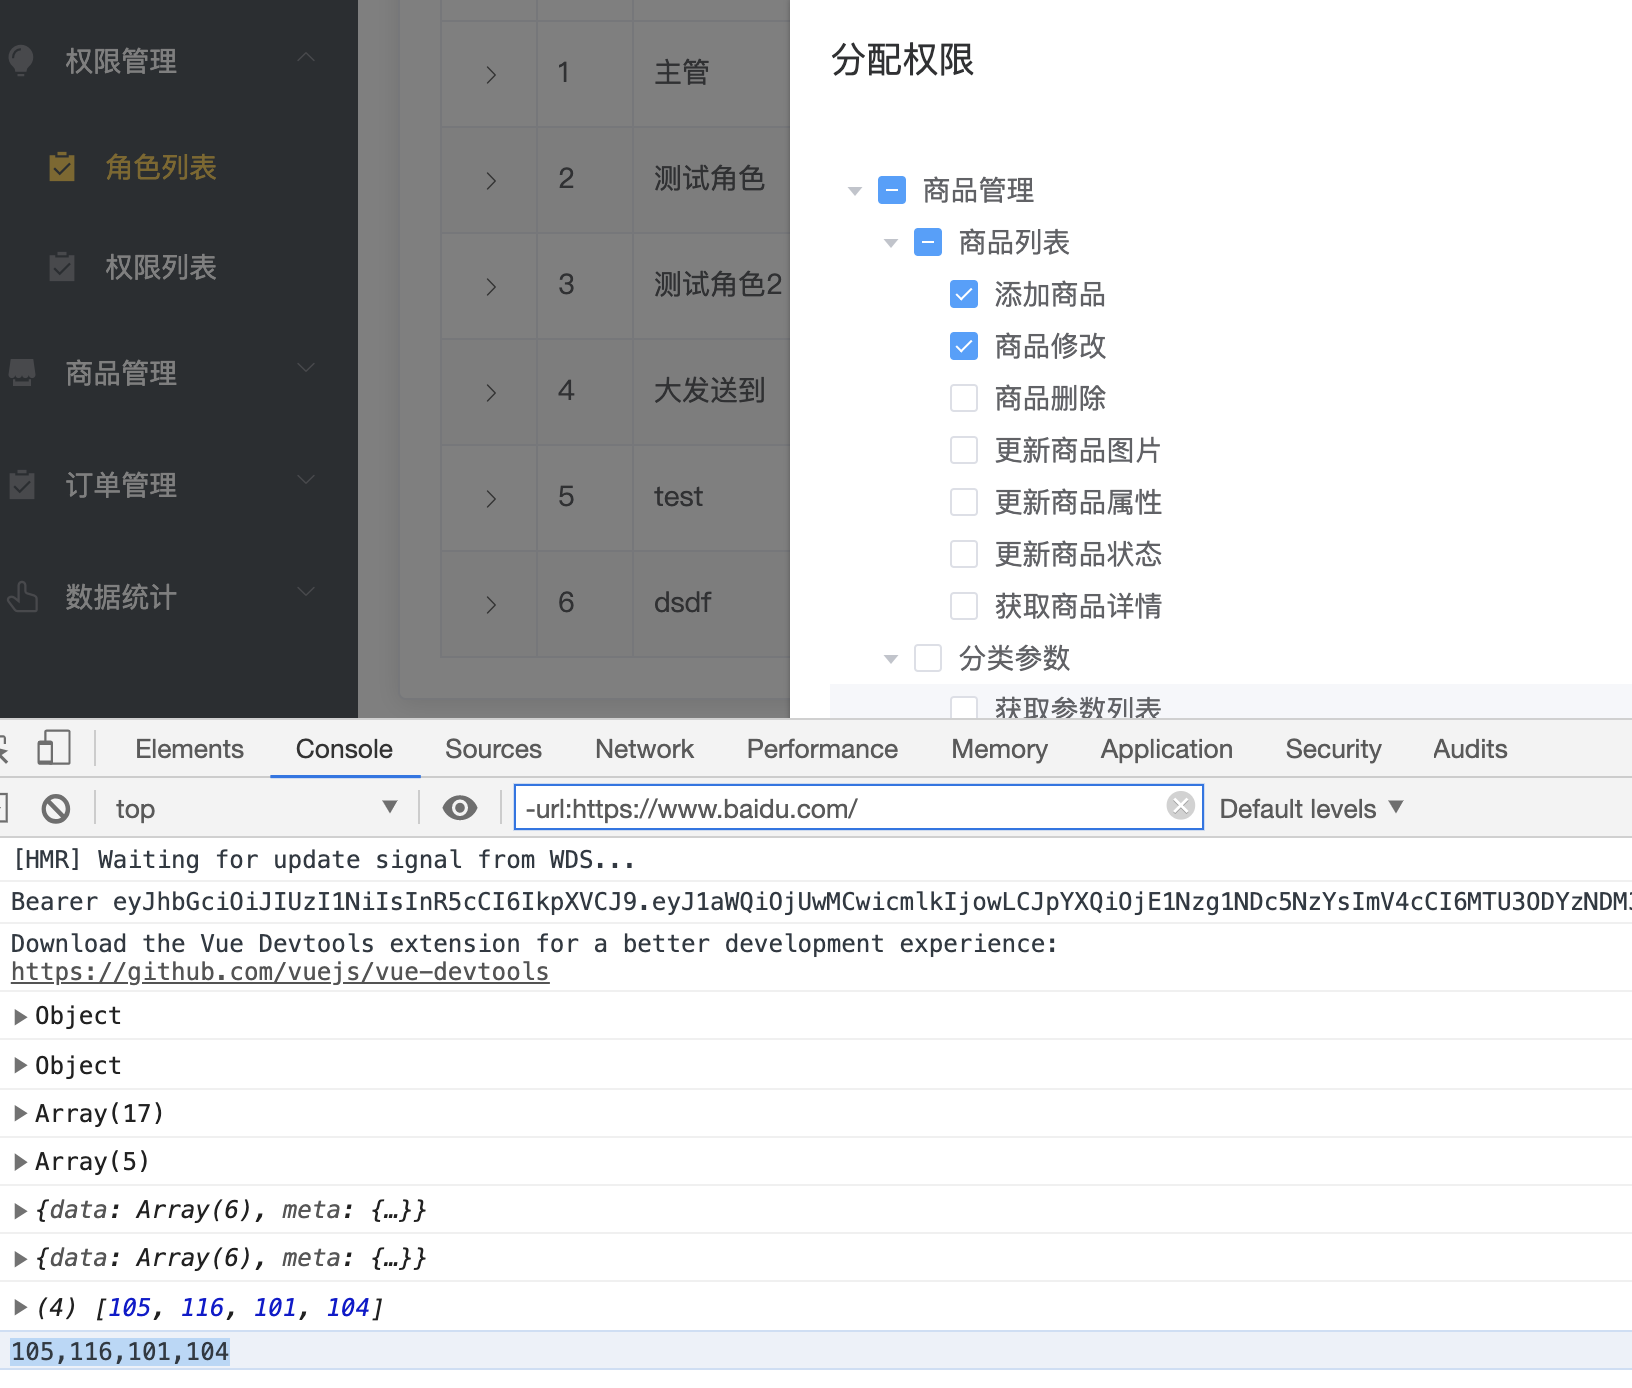 权限管理
角色列表
权限列表
商品管理
订单管理
数据统计
1 主管
2 测试角色
3 测试角色2
4 大发送到
5 test
6 dsdf
分配权限
商品管理
商品列表
添加商品
商品修改
商品删除
更新商品图片
更新商品属性
更新商品状态
获取商品详情
分类参数
获取参数列表
Elements Console Sources Network Performance Memory Application Security Audits
top -url:https://www.baidu.com/ Default levels
[HMR] Waiting for update signal from WDS...
Bearer eyJhbGciOiJIUzI1NiIsInR5cCI6IkpXVCJ9.eyJ1aWQiOjUwMCwicmlkIjowLCJpYXQiOjE1Nzg1NDc5NzYsImV4cCI6MTU3ODYzNDM3
Download the Vue Devtools extension for a better development experience:
https://github.com/vuejs/vue-devtools
Object
Object
Array(17)
Array(5)
{data: Array(6), meta: {…}}
{data: Array(6), meta: {…}}
(4) [105, 116, 101, 104]
105,116,101,104